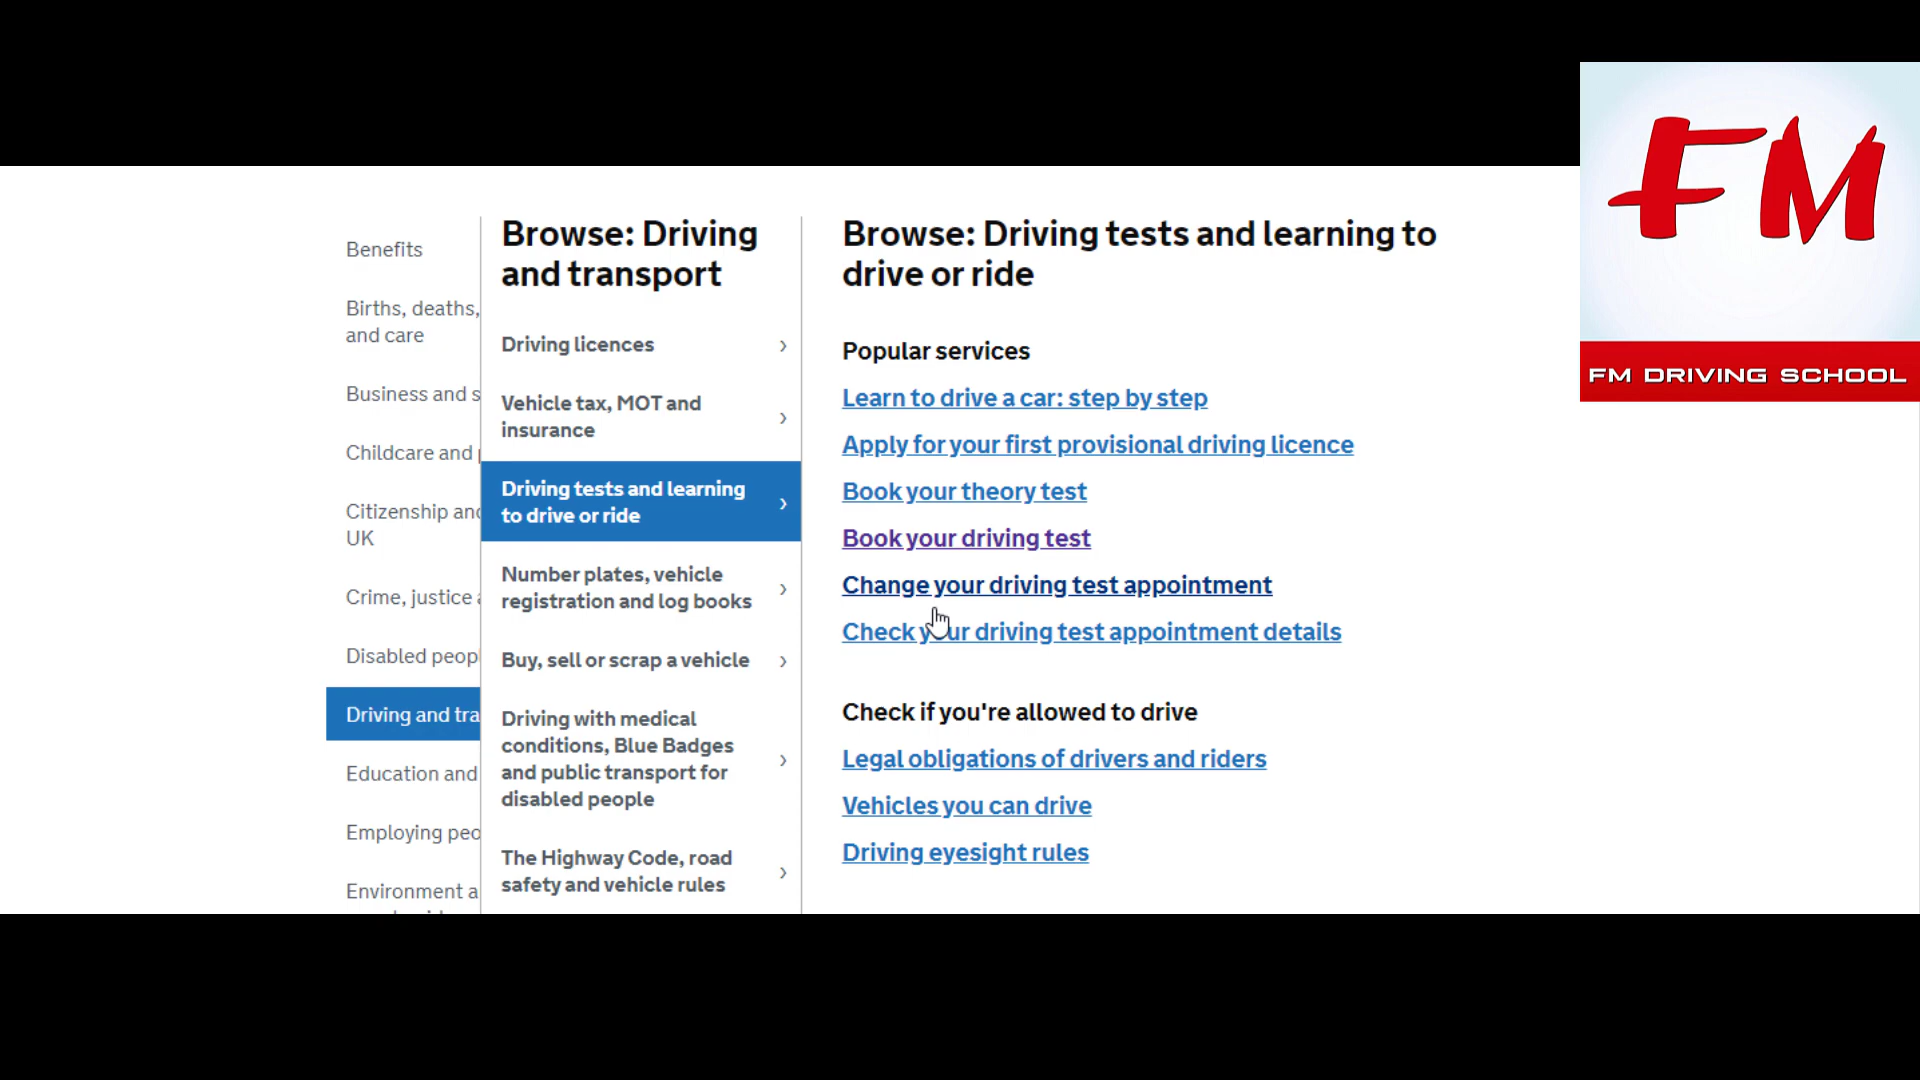 Benefits
Births, deaths,
and care
Business and s
Childcare and
Citizenship and
UK
Crime, justice
Disabled peopl
Driving and tra
Education and
Employing peo
Environment a
Browse: Driving
and transport
Driving licences
Vehicle tax, MOT and
insurance
Driving tests and learning
to drive or ride
Number plates, vehicle
registration and log books
Buy, sell or scrap a vehicle
Driving with medical
conditions, Blue Badges
and public transport for
disabled people
The Highway Code, road
safety and vehicle rules
Browse: Driving tests and learning to
drive or ride
Popular services
Learn to drive a car: step by step
Apply for your first provisional driving licence
Book your theory test
Book your driving test
Change your driving test appointment
Check your driving test appointment details
Check if you're allowed to drive
Legal obligations of drivers and riders
Vehicles you can drive
Driving eyesight rules
FM
FM DRIVING SCHOOL